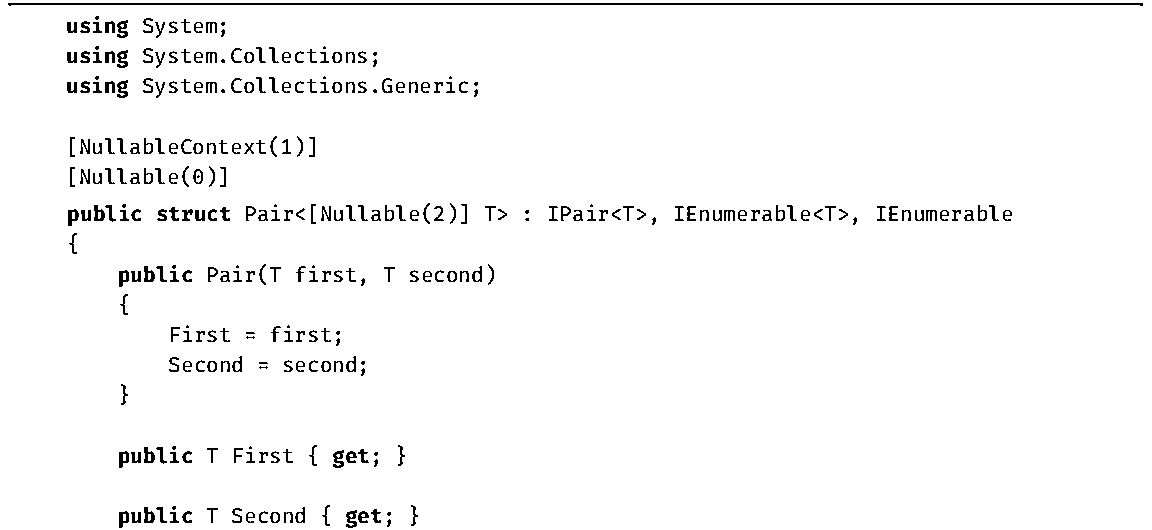 using System;
using System.Collections;
using System.Collections.Generic;
[NullableContext(1)]
[Nullable(0)]
public struct Pair<[Nullable(2)] T> : IPair<T>, IEnumerable<T>, IEnumerable
{
    public Pair(T first, T second)
    {
        First = first;
        Second = second;
    }
    public T First { get; }
    public T Second { get; }